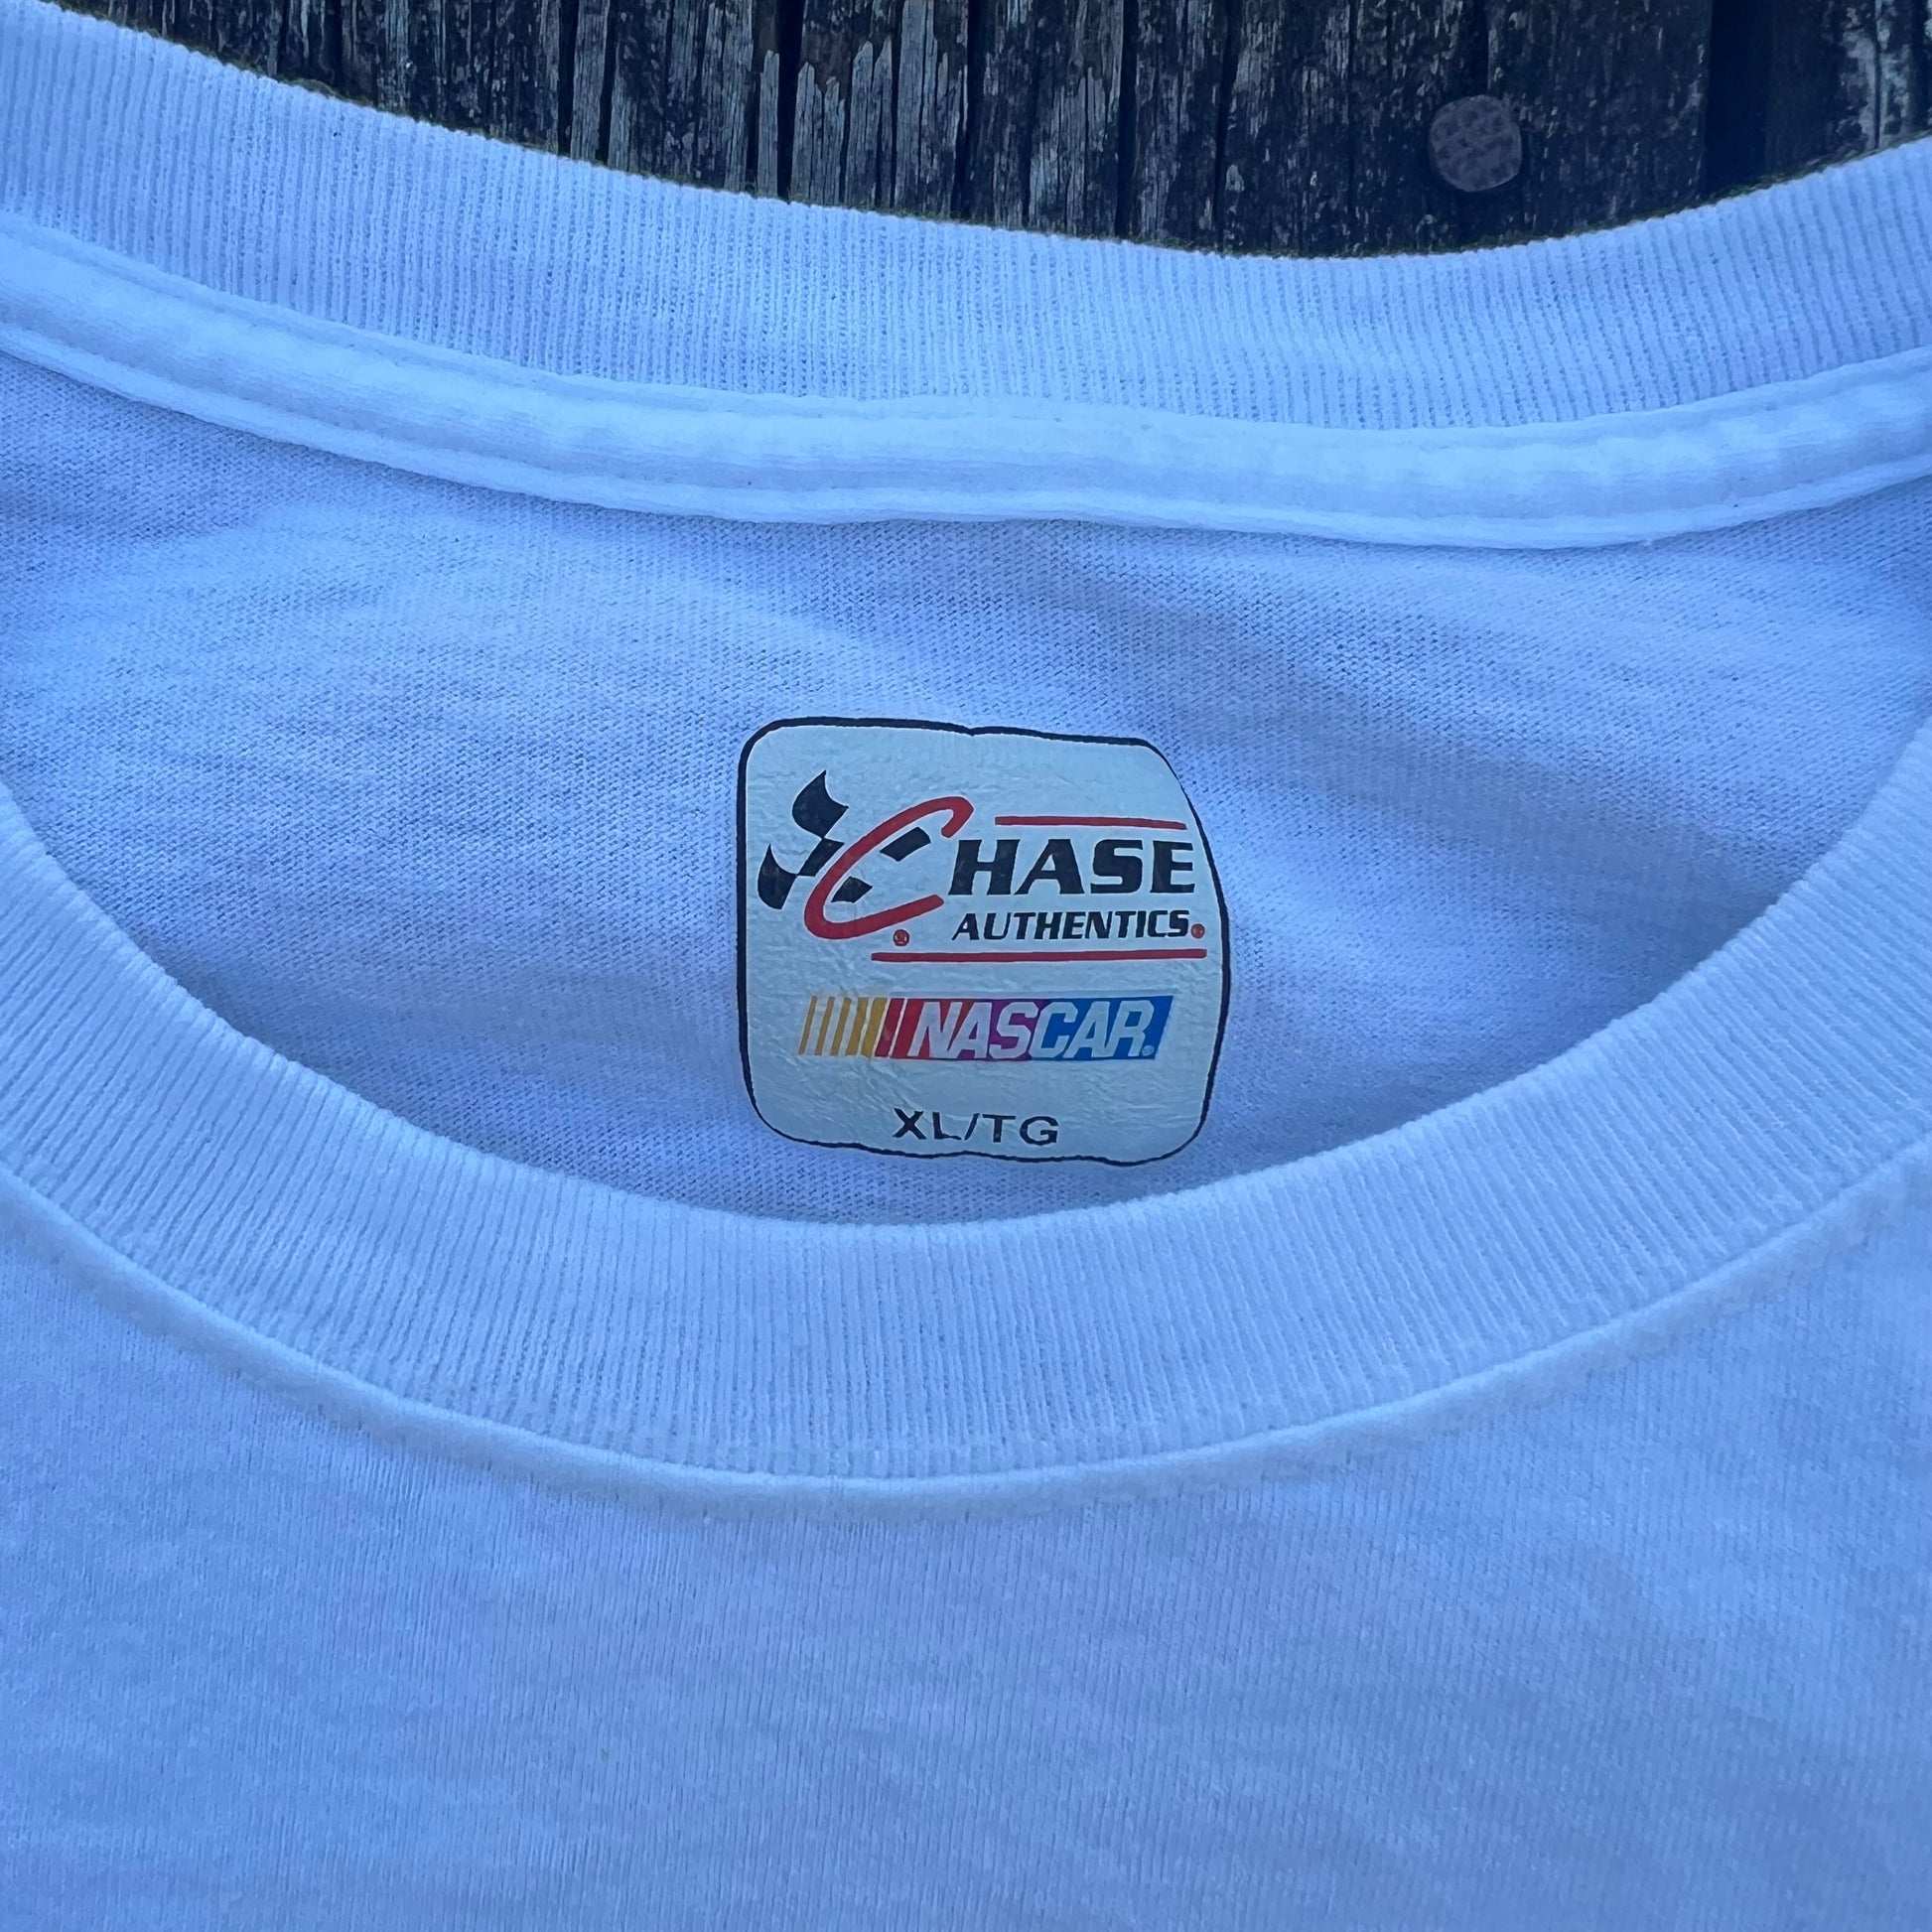 CHASE
AUTHENTICS®
NASCAR®
XL/TG